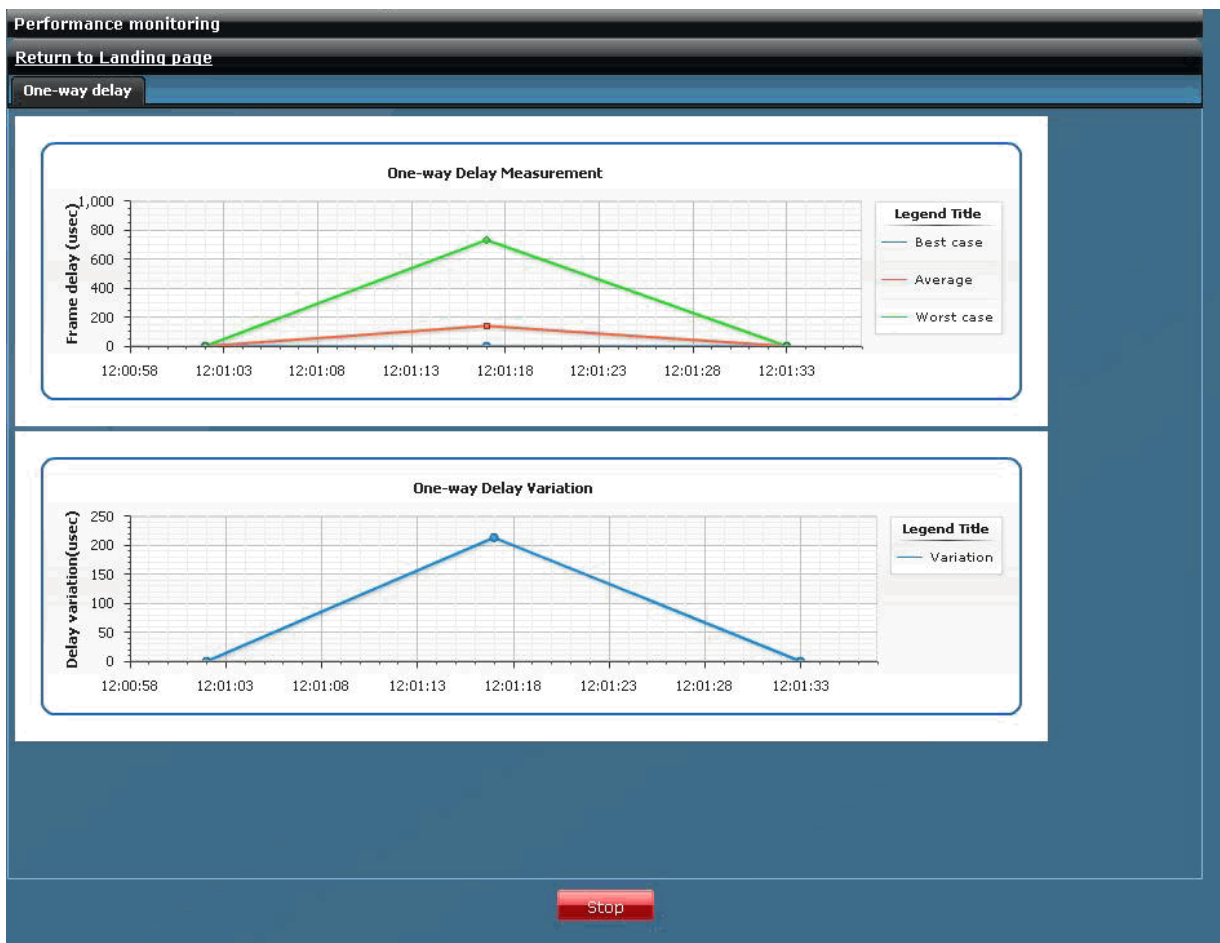 Performance monitoring
Return to Landing page
One-way delay
One-way Delay Measurement
Frame delay (usec)
1,000
800
600
400
200
0
12:00:58 12:01:03 12:01:08 12:01:13 12:01:18 12:01:23 12:01:28 12:01:33
Legend Title
Best case
Average
Worst case
One-way Delay Variation
Delay variation(usec)
250
200
150
100
50
0
12:00:58 12:01:03 12:01:08 12:01:13 12:01:18 12:01:23 12:01:28 12:01:33
Legend Title
Variation
Stop